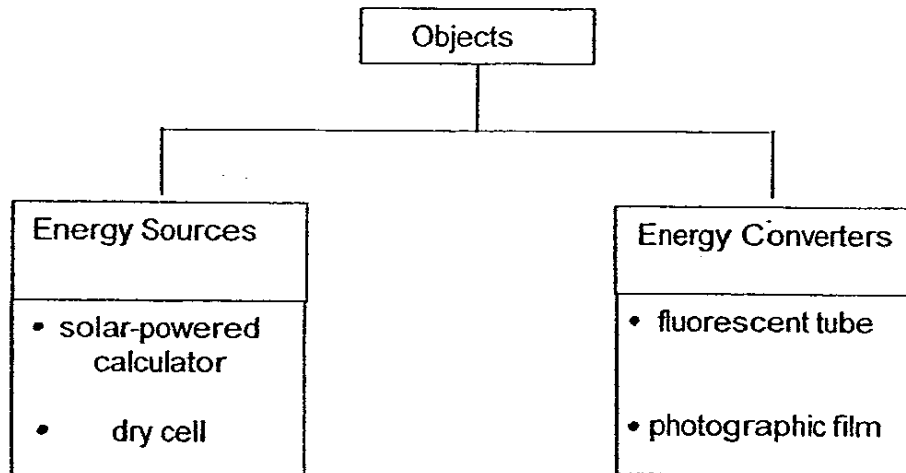 Objects
Energy Sources
• solar-powered
calculator
• dry cell
Energy Converters
• fluorescent tube
• photographic film